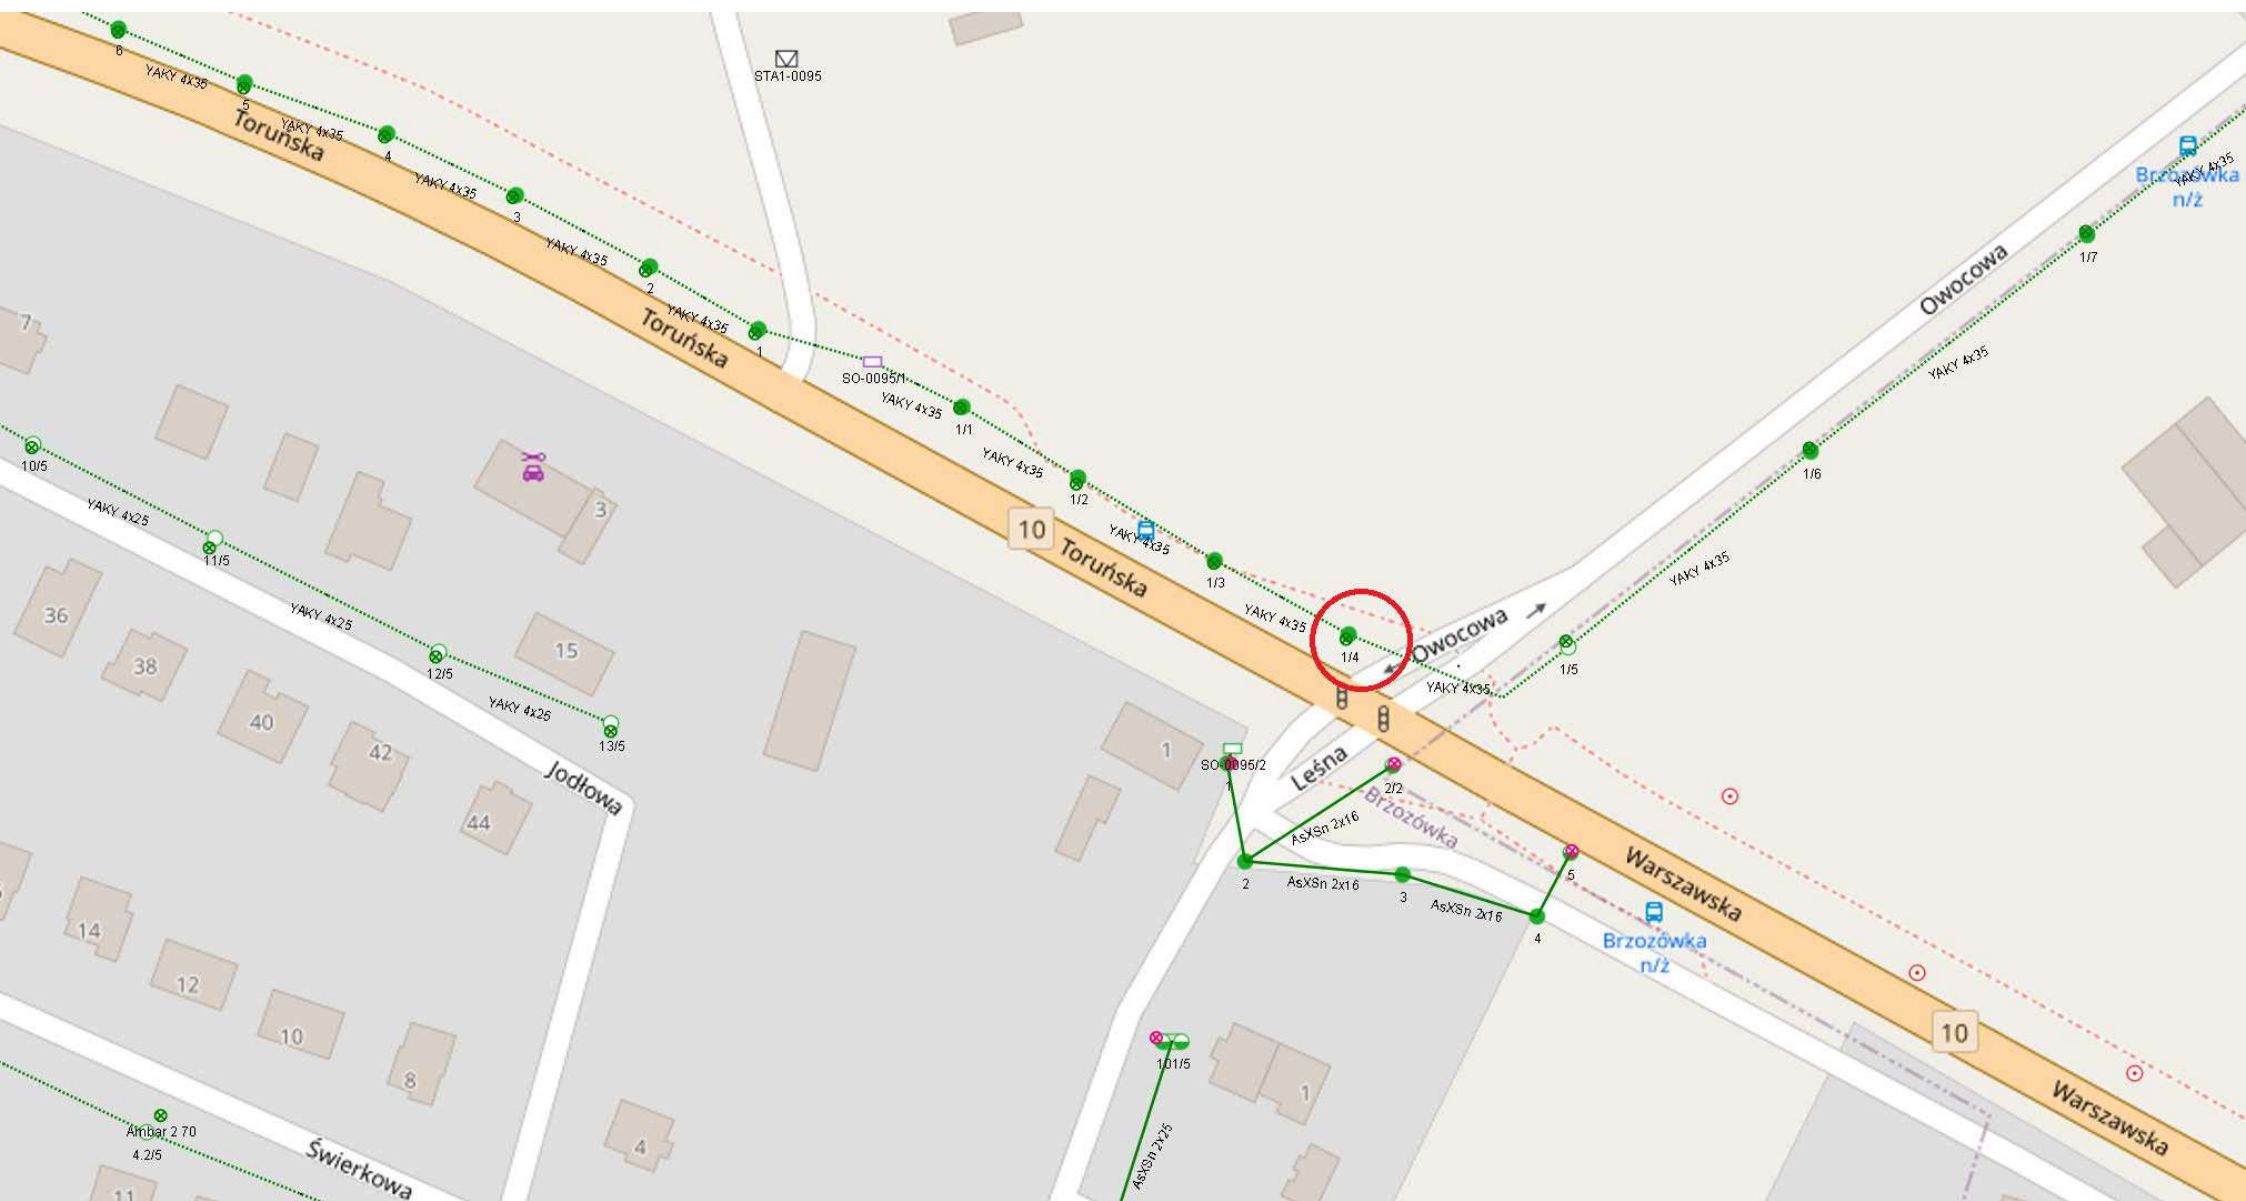 6
YAKY 4x35
5
Toruńska
YAKY 4x35
4
YAKY 4x35
3
YAKY 4x35
2
YAKY 4x35
Toruńska
1
STA1-0095
SO-0095/1
YAKY 4x35
1/1
YAKY 4x35
1/2
YAKY 4x35
10
Toruńska
1/3
YAKY 4x35
1/4
Owocowa
YAKY 4x35
1/5
YAKY 4x35
1/6
YAKY 4x35
Owocowa
1/7
YAKY 4x35
Brzozówka
n/ż
7
3
10/5
YAKY 4x25
11/5
YAKY 4x25
12/5
YAKY 4x25
13/5
36
38
40
42
44
15
Jodłowa
1
SO-0095/2
1
Leśna
2/2
Brzozówka
AsXSn 2x16
2
AsXSn 2x16
3
AsXSn 2x16
4
5
Warszawska
Brzozówka
n/ż
10
Warszawska
14
12
10
8
4
101/5
1
AsXSn 2x25
Ambar 2 70
4.2/5
Świerkowa
11